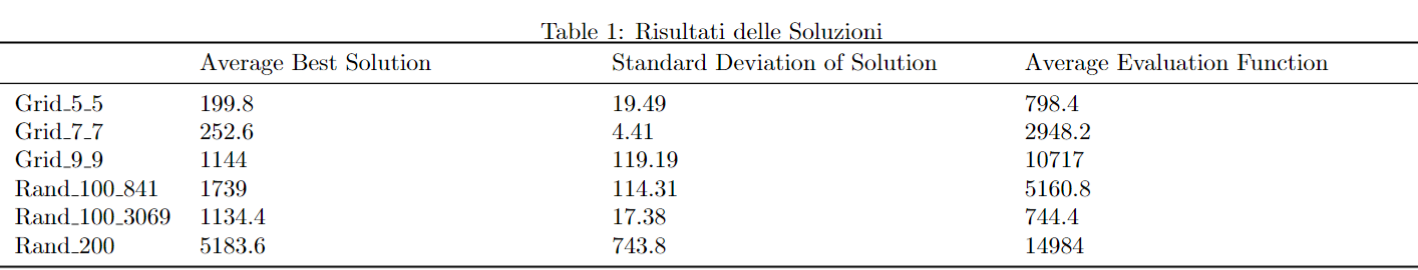 Table 1: Risultati delle Soluzioni
Average Best Solution Standard Deviation of Solution Average Evaluation Function
Grid_5_5 199.8 19.49 798.4
Grid_7_7 252.6 4.41 2948.2
Grid_9_9 1144 119.19 10717
Rand_100_841 1739 114.31 5160.8
Rand_100_3069 1134.4 17.38 744.4
Rand_200 5183.6 743.8 14984